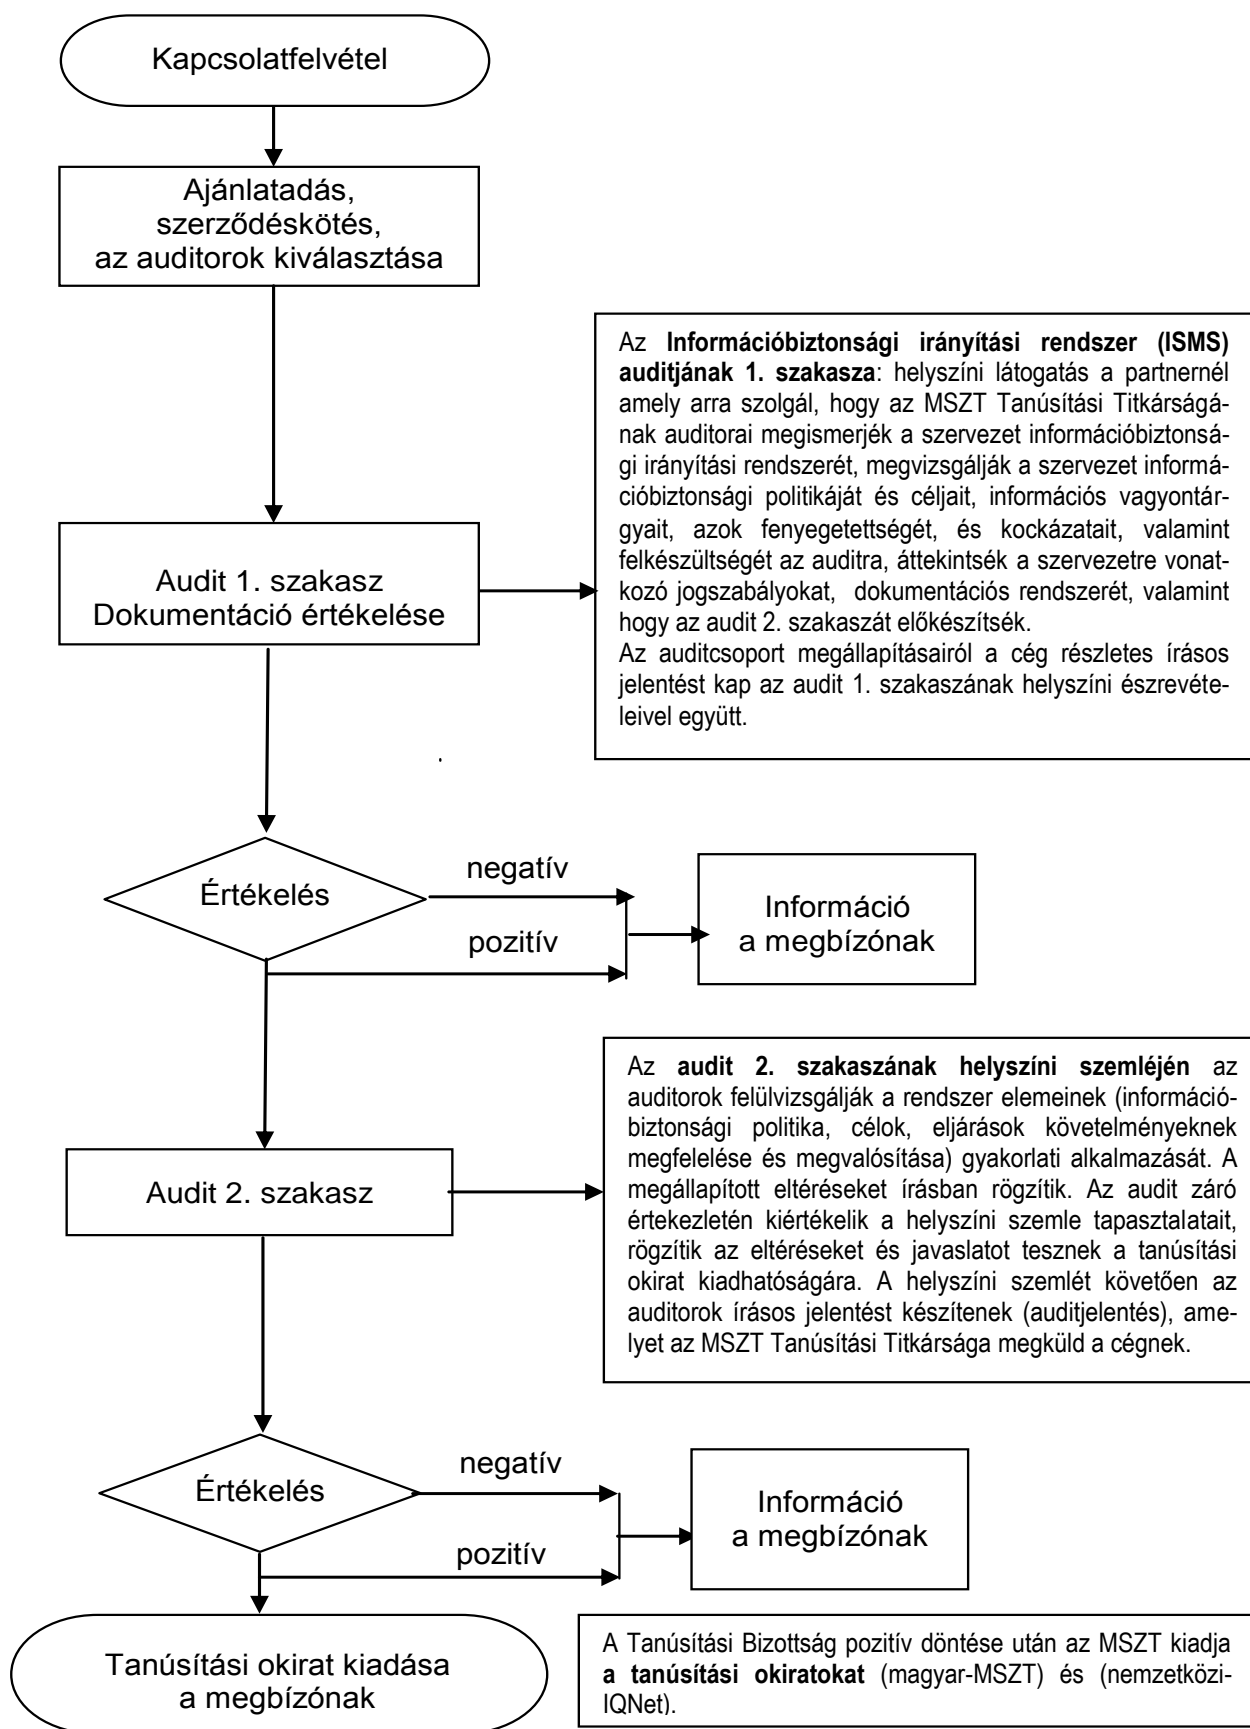 Kapcsolatfelvétel
Ajánlatadás,
szerződéskötés,
az auditorok kiválasztása
Az Információbiztonsági irányítási rendszer (ISMS)
auditjának 1. szakasza: helyszíni látogatás a partnernél
amely arra szolgál, hogy az MSZT Tanúsítási Titkárságá-
nak auditorai megismerjék a szervezet információbiztonsá-
gi irányítási rendszerét, megvizsgálják a szervezet informá-
cióbiztonsági politikáját és céljait, információs vagyontár-
gyait, azok fenyegetettségét, és kockázatait, valamint
felkészültségét az auditra, áttekintsék a szervezetre vonat-
kozó jogszabályokat, dokumentációs rendszerét, valamint
hogy az audit 2. szakaszát előkészítsék.
Az auditcsoport megállapításairól a cég részletes írásos
jelentést kap az audit 1. szakaszának helyszíni észrevéte-
leivel együtt.
Audit 1. szakasz
Dokumentáció értékelése
Értékelés
negatív
pozitív
Információ
a megbízónak
Az audit 2. szakaszának helyszíni szemléjén az
auditorok felülvizsgálják a rendszer elemeinek (információ-
biztonsági politika, célok, eljárások követelményeknek
megfelelése és megvalósítása) gyakorlati alkalmazását. A
megállapított eltéréseket írásban rögzítik. Az audit záró
értekezletén kiértékelik a helyszíni szemle tapasztalatait,
rögzítik az eltéréseket és javaslatot tesznek a tanúsítási
okirat kiadhatóságára. A helyszíni szemlét követően az
auditorok írásos jelentést készítenek (auditjelentés), ame-
lyet az MSZT Tanúsítási Titkársága megküld a cégnek.
Audit 2. szakasz
Értékelés
negatív
pozitív
Információ
a megbízónak
Tanúsítási okirat kiadása
a megbízónak
A Tanúsítási Bizottság pozitív döntése után az MSZT kiadja
a tanúsítási okiratokat (magyar-MSZT) és (nemzetközi-
IQNet).